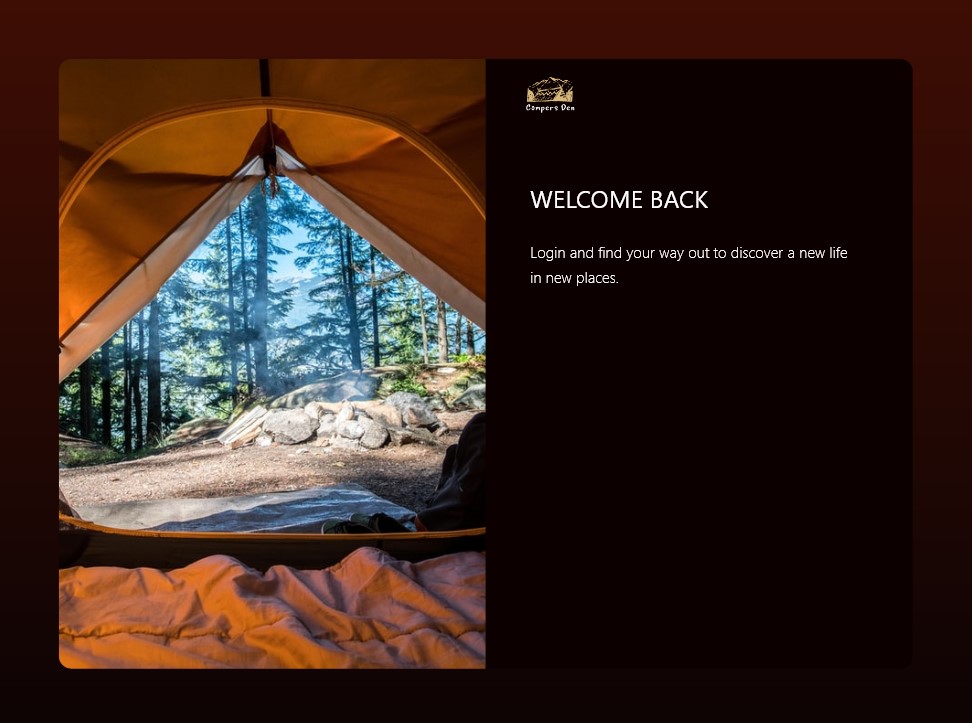 Campers Den
WELCOME BACK
Login and find your way out to discover a new life
in new places.